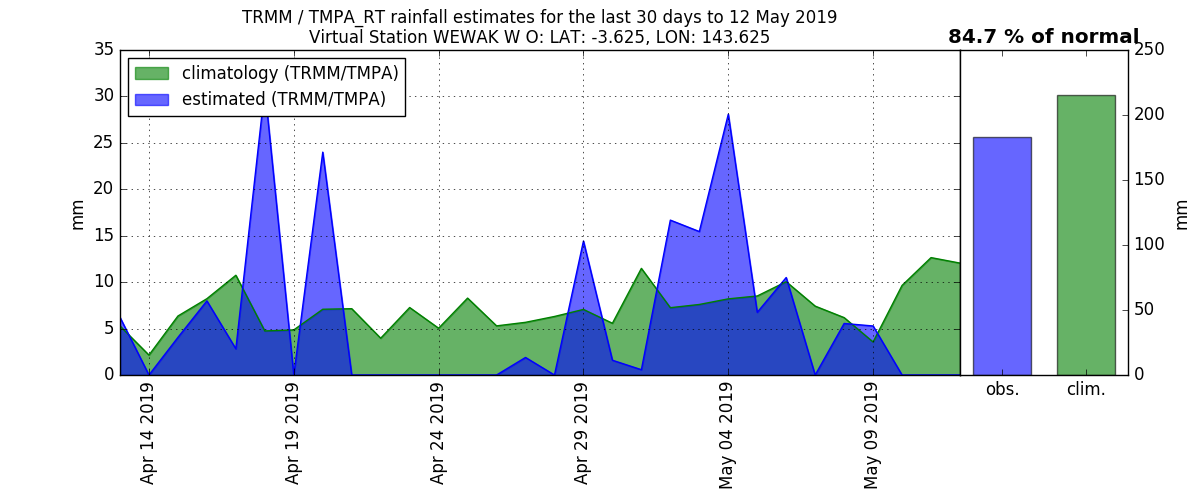 TRMM / TMPA_RT rainfall estimates for the last 30 days to 12 May 2019
Virtual Station WEWAK W O: LAT: -3.625, LON: 143.625
84.7 % of normal
climatology (TRMM/TMPA)
estimated (TRMM/TMPA)
35
30
25
20
15
10
5
0
mm
Apr 14 2019
Apr 19 2019
Apr 24 2019
Apr 29 2019
May 04 2019
May 09 2019
obs.
clim.
250
200
150
100
50
0
mm